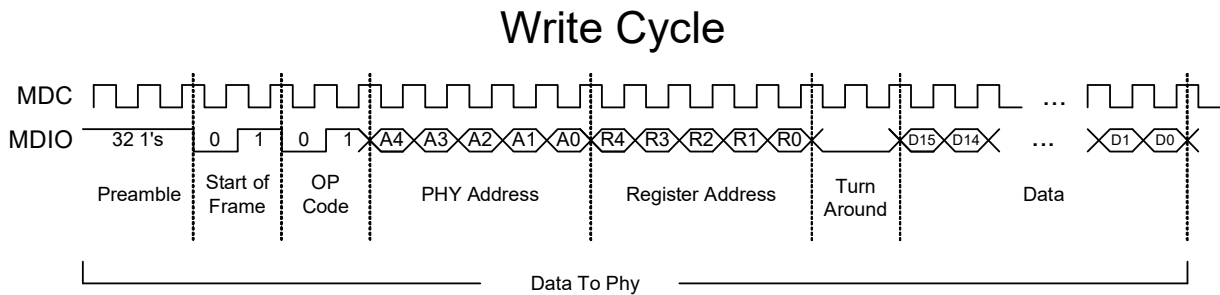 Write Cycle
MDC
...
MDIO
32 1's
0
1
0
1
A4
A3
A2
A1
A0
R4
R3
R2
R1
R0
D15
D14
...
D1
D0
Preamble
Start of
Frame
OP
Code
PHY Address
Register Address
Turn
Around
Data
Data To Phy